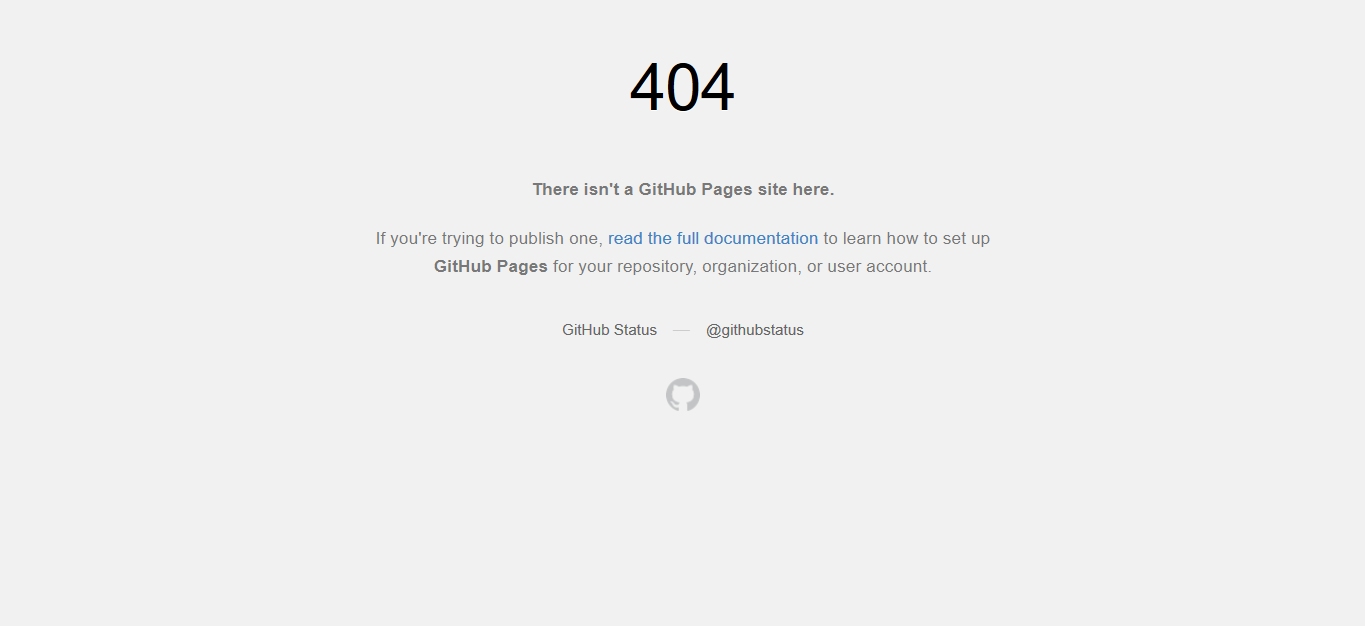 404
There isn't a GitHub Pages site here.
If you're trying to publish one, read the full documentation to learn how to set up
GitHub Pages for your repository, organization, or user account.
GitHub Status — @githubstatus